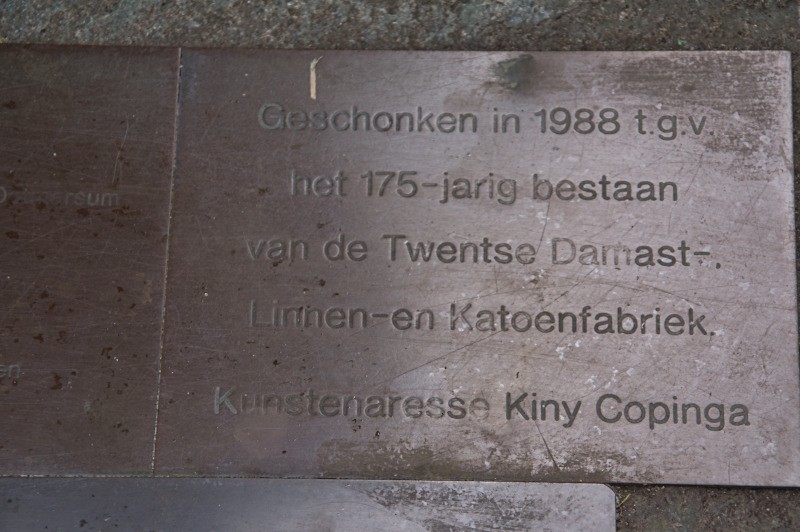 Geschonken in 1988 t.g.v.
het 175-jarig bestaan
van de Twentse Damast-,
Linnen-en Katoenfabriek.
Kunstenaresse Kiny Copinga